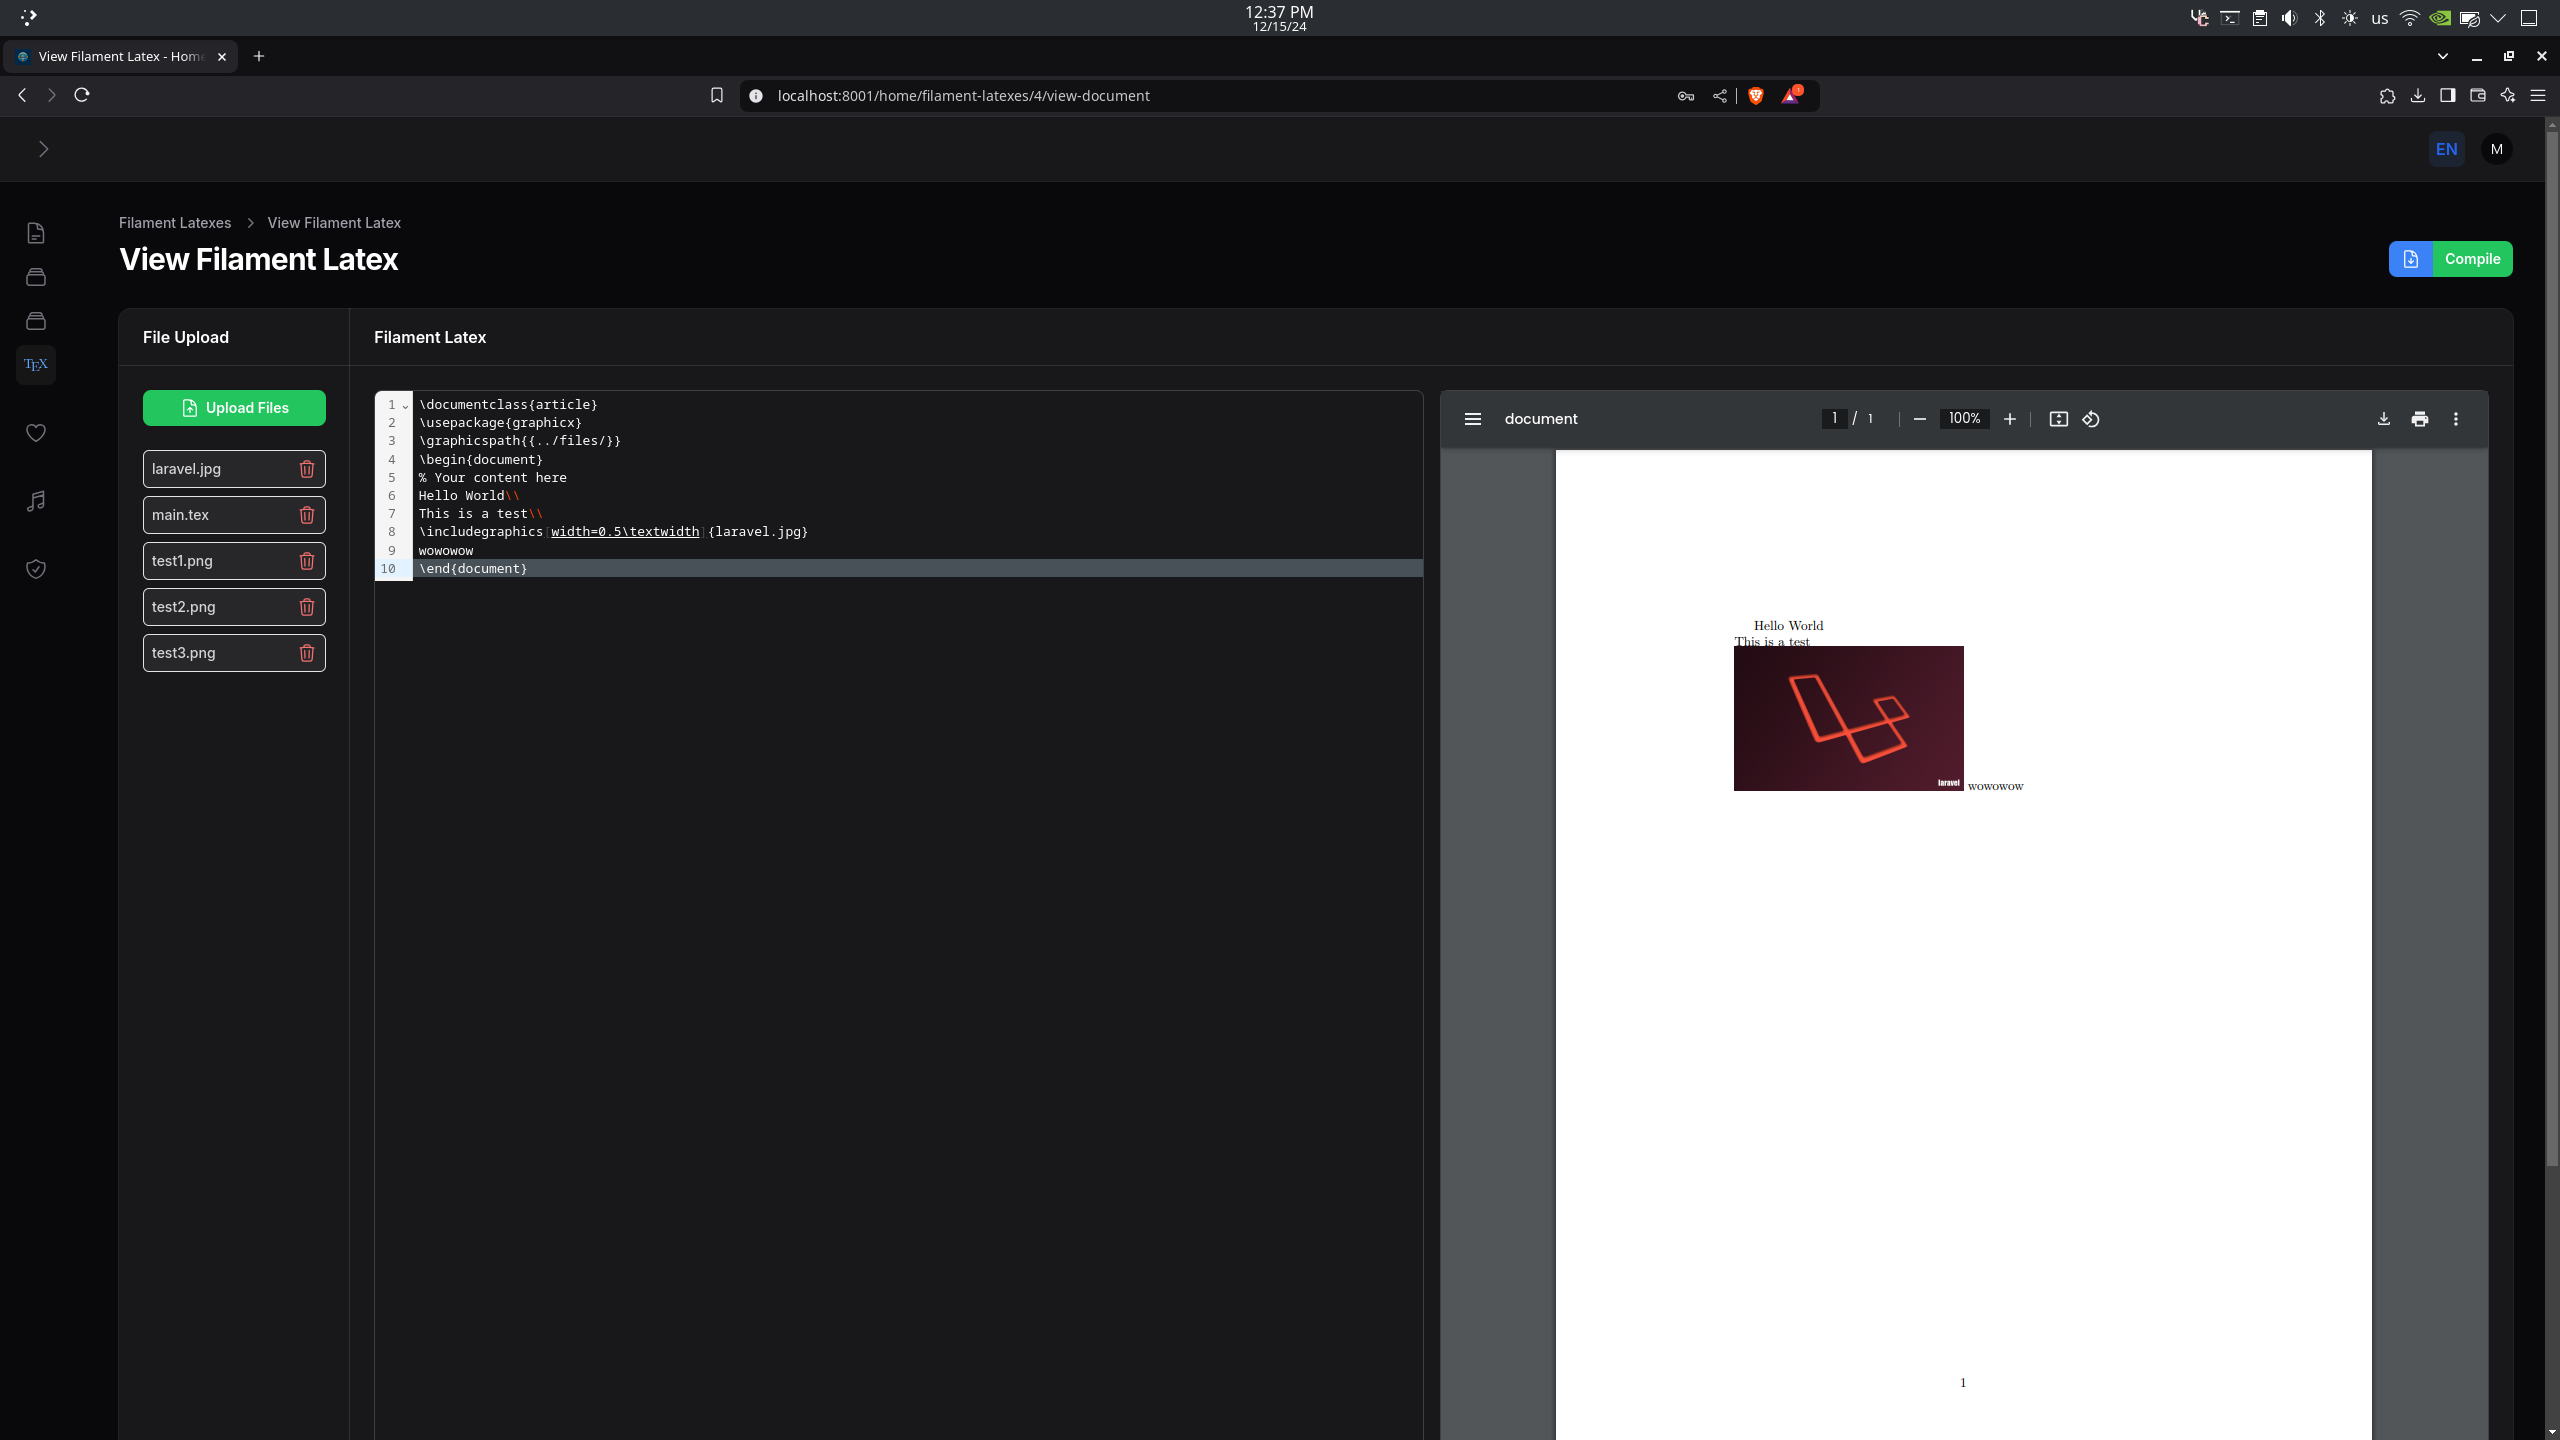 12:37 PM
12/15/24
us
View Filament Latex - Home
localhost:8001/home/filament-latexes/4/view-document
1
EN
M
Filament Latexes
View Filament Latex
View Filament Latex
Compile
TEX
File Upload
Filament Latex
Upload Files
laravel.jpg
main.tex
test1.png
test2.png
test3.png
1 \documentclass{article}
2 \usepackage{graphicx}
3 \graphicspath{{../files/}}
4 \begin{document}
5 % Your content here
6 Hello World\\
7 This is a test\\
8 \includegraphics[width=0.5\textwidth]{laravel.jpg}
9 wowowow
10 \end{document}
document
1 / 1
100%
Hello World
This is a test
laravel
wowowow
1